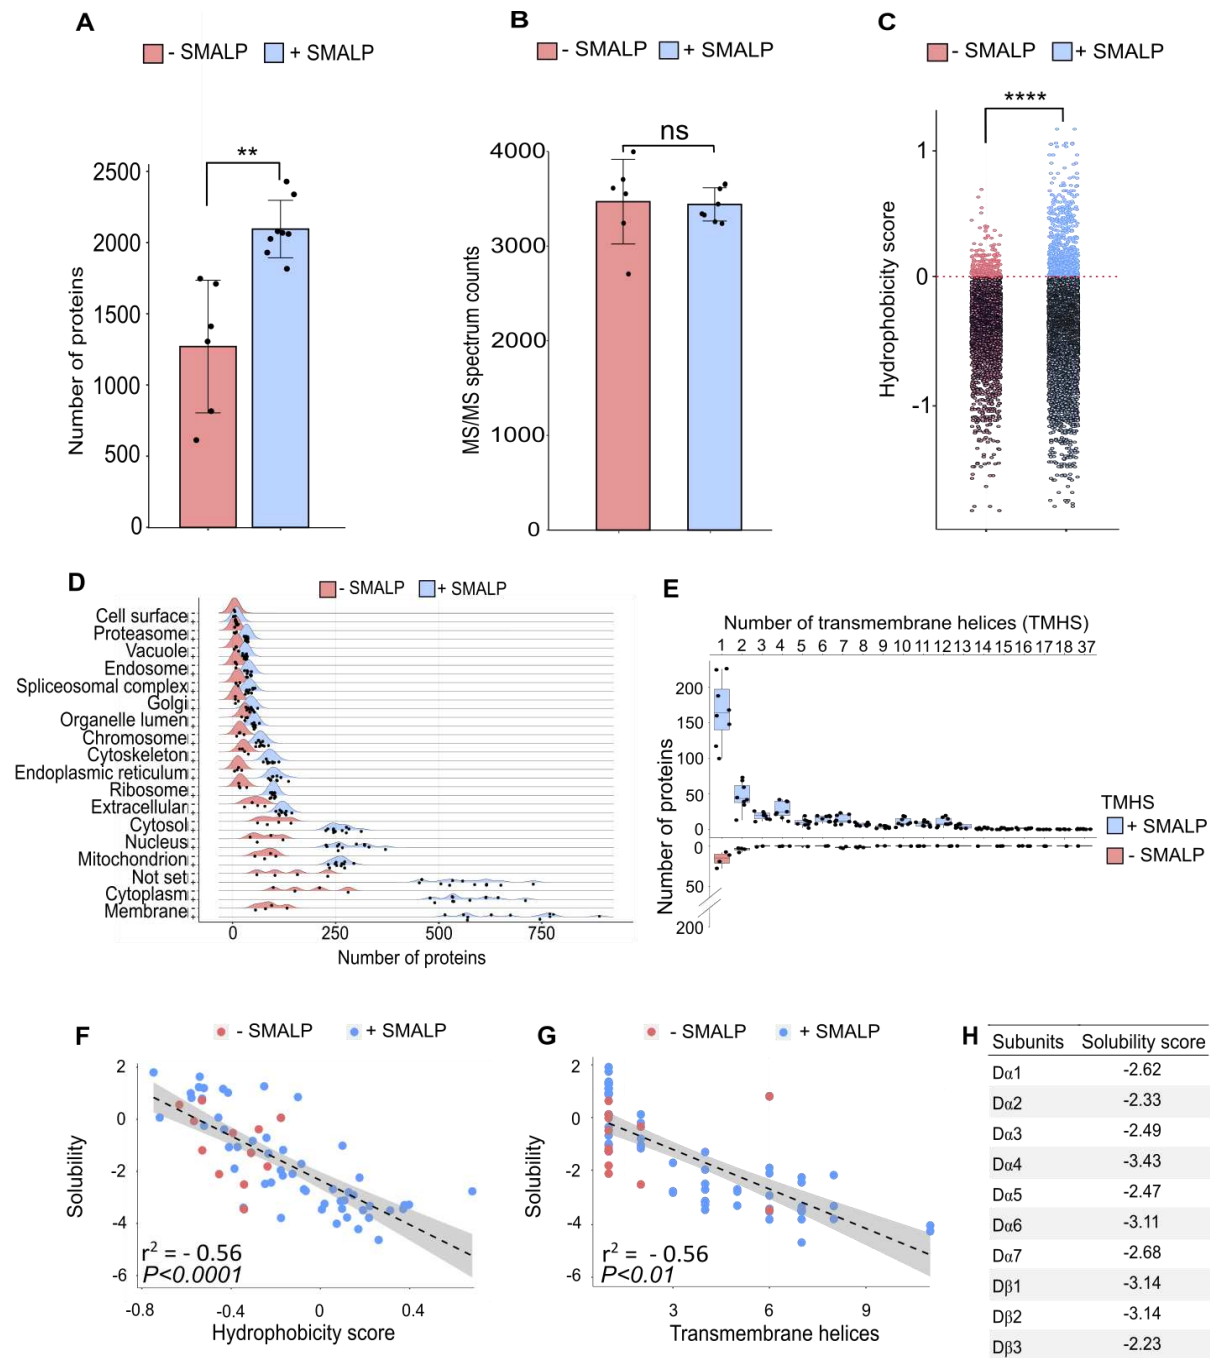 A
- SMALP + SMALP
**
Number of proteins
2500
2000
1500
1000
500
0
B
- SMALP + SMALP
ns
MS/MS spectrum counts
4000
3000
2000
1000
0
C
- SMALP + SMALP
****
Hydrophobicity score
1
0
-1
D
- SMALP + SMALP
Cell surface
Proteasome
Vacuole
Endosome
Spliceosomal complex
Golgi
Organelle lumen
Chromosome
Cytoskeleton
Endoplasmic reticulum
Ribosome
Extracellular
Cytosol
Nucleus
Mitochondrion
Not set
Cytoplasm
Membrane
0 250 500 750
Number of proteins
E
Number of transmembrane helices (TMHS)
1 2 3 4 5 6 7 8 9 10 11 12 13 14 15 16 17 18 37
Number of proteins
200
150
100
50
0
0
50
200
TMHS
+ SMALP
- SMALP
F
- SMALP + SMALP
Solubility
2
0
-2
-4
-6
r² = - 0.56
P<0.0001
-0.8 -0.4 0 0.4
Hydrophobicity score
G
- SMALP + SMALP
Solubility
2
0
-2
-4
-6
r² = - 0.56
P<0.01
3 6 9
Transmembrane helices
H
Subunits Solubility score
Dα1 -2.62
Dα2 -2.33
Dα3 -2.49
Dα4 -3.43
Dα5 -2.47
Dα6 -3.11
Dα7 -2.68
Dβ1 -3.14
Dβ2 -3.14
Dβ3 -2.23